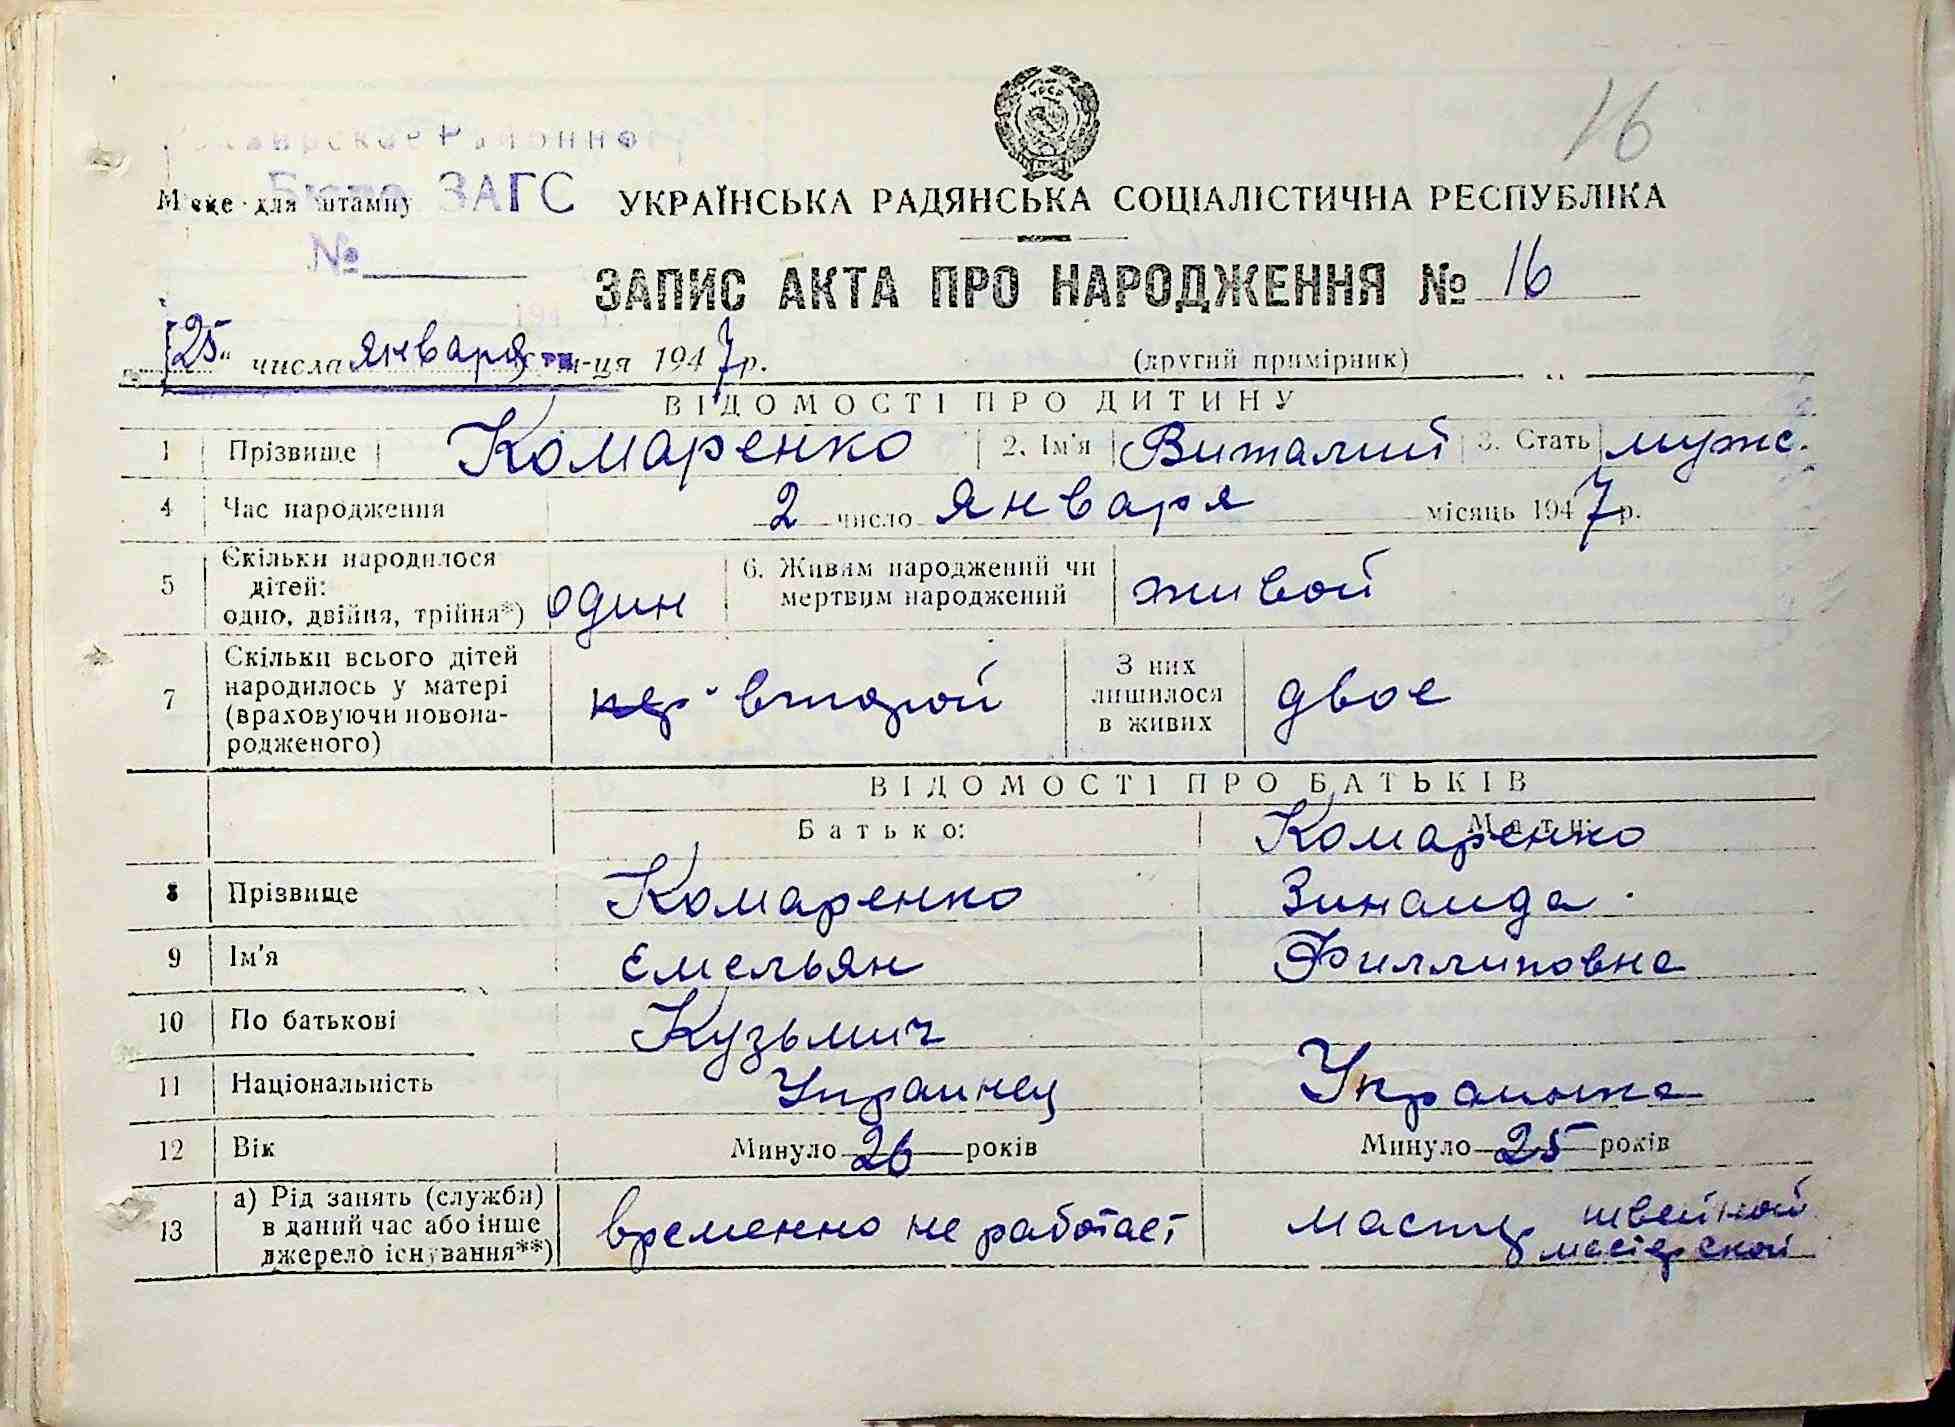 16
Бюро ЗАГС
Місце для штампу
УКРАЇНСЬКА РАДЯНСЬКА СОЦІАЛІСТИЧНА РЕСПУБЛІКА
№
ЗАПИС АКТА ПРО НАРОДЖЕННЯ № 16
25" числа января м-ця 1947 р. (другий примірник)
ВІДОМОСТІ ПРО ДИТИНУ
1 Прізвище Комаренко 2. Ім'я Виталий 3. Стать муж.
4 Час народження 2 число января місяць 1947 р.
5 Скільки народилося
дітей:
одно, двійня, трійня*) один
6. Живим народжений чи
мертвим народжений живой
7 Скільки всього дітей
народилось у матері
(враховуючи новона-
родженого) пер второй
З них
лишилося
в живих двое
ВІДОМОСТІ ПРО БАТЬКІВ
Батько: Мати:
Комаренко
8 Прізвище Комаренко Зинаида
9 Ім'я Емельян Филлиповна
10 По батькові Кузьмич
11 Національність Украинец Украинка
12 Вік Минуло 26 років Минуло 25 років
13 а) Рід занять (служби)
в даний час або інше
джерело існування**)
временно не работает
мастер швейной
мастерской